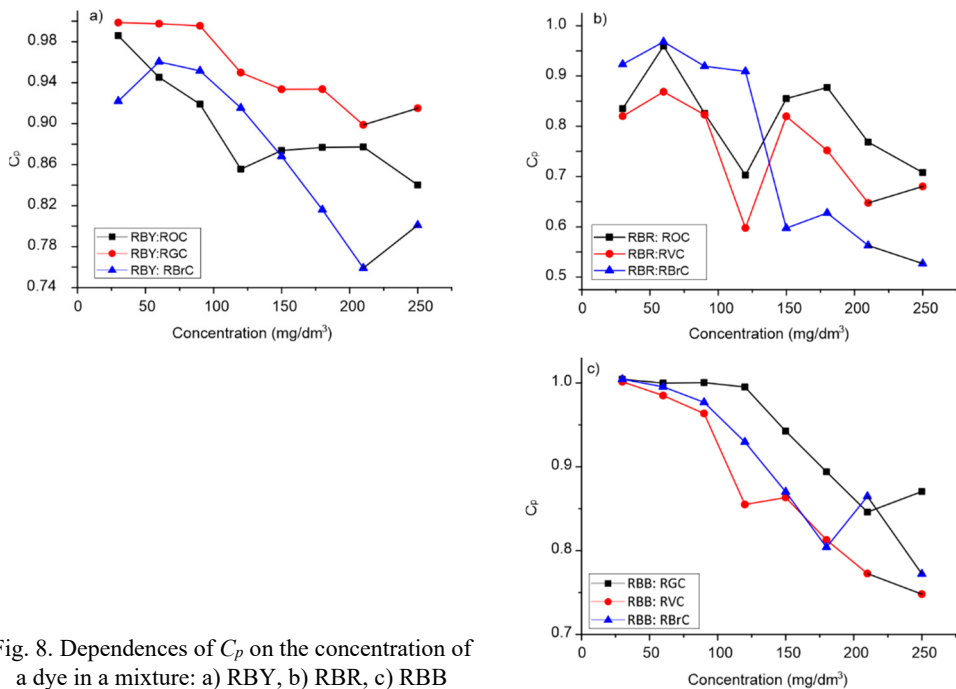 a)
0.98
0.94
0.90
0.86
0.82
0.78
0.74
Cp
RBY:ROC
RBY:RGC
RBY: RBrC
0 50 100 150 200 250
Concentration (mg/dm³)
b)
1.0
0.9
0.8
0.7
0.6
0.5
Cp
RBR: ROC
RBR:RVC
RBR:RBrC
0 50 100 150 200 250
Concentration (mg/dm³)
c)
1.0
0.9
0.8
0.7
Cp
RBB: RGC
RBB: RVC
RBB: RBrC
0 50 100 150 200 250
Concentration (mg/dm³)
ig. 8. Dependences of Cp on the concentration of
a dye in a mixture: a) RBY, b) RBR, c) RBB